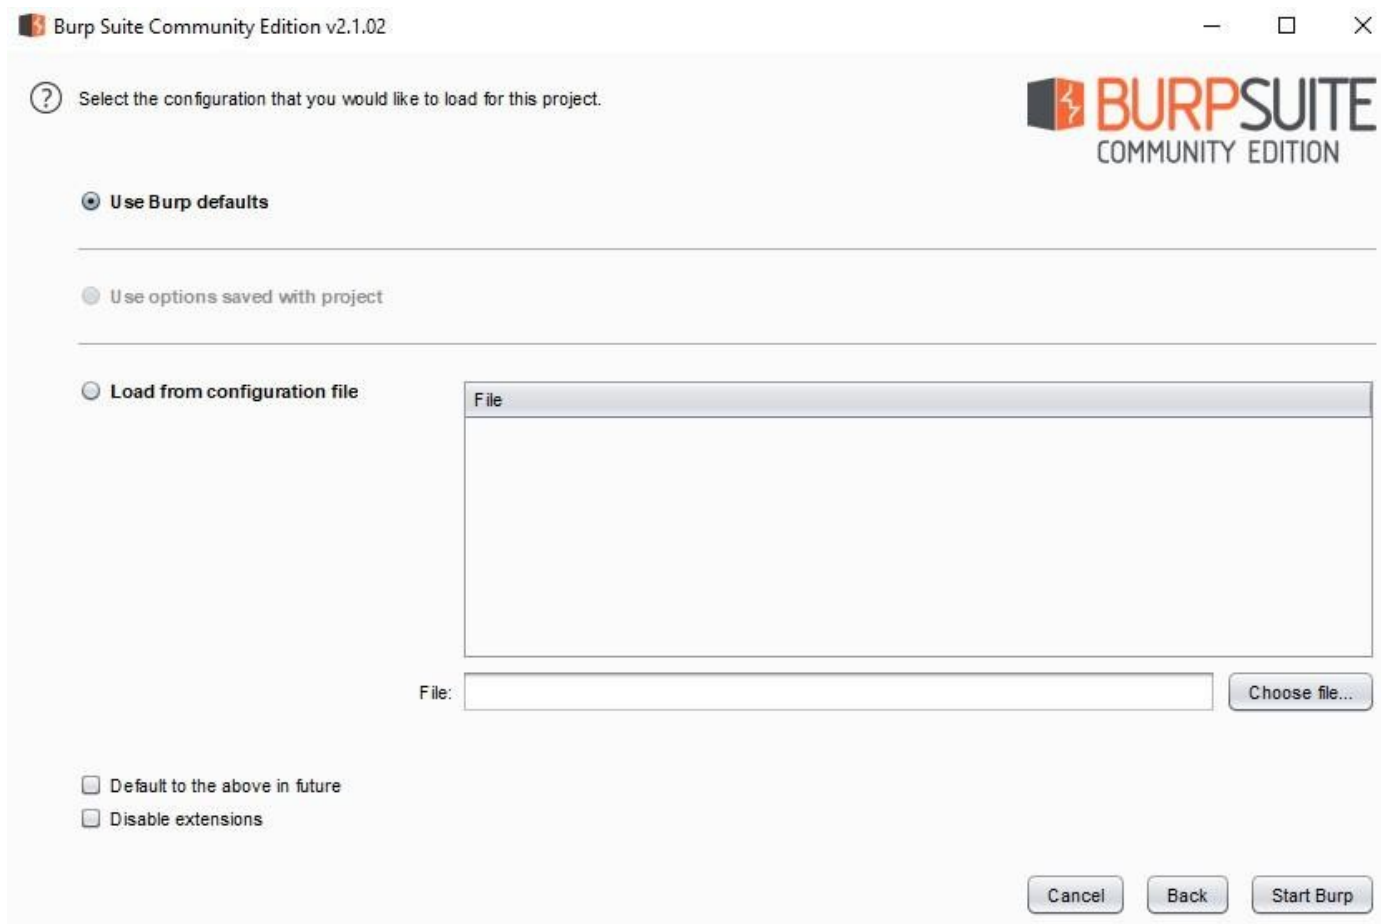 Burp Suite Community Edition v2.1.02
? Select the configuration that you would like to load for this project.
BURPSUITE
COMMUNITY EDITION
Use Burp defaults
Use options saved with project
Load from configuration file
File
File:
Choose file...
Default to the above in future
Disable extensions
Cancel Back Start Burp